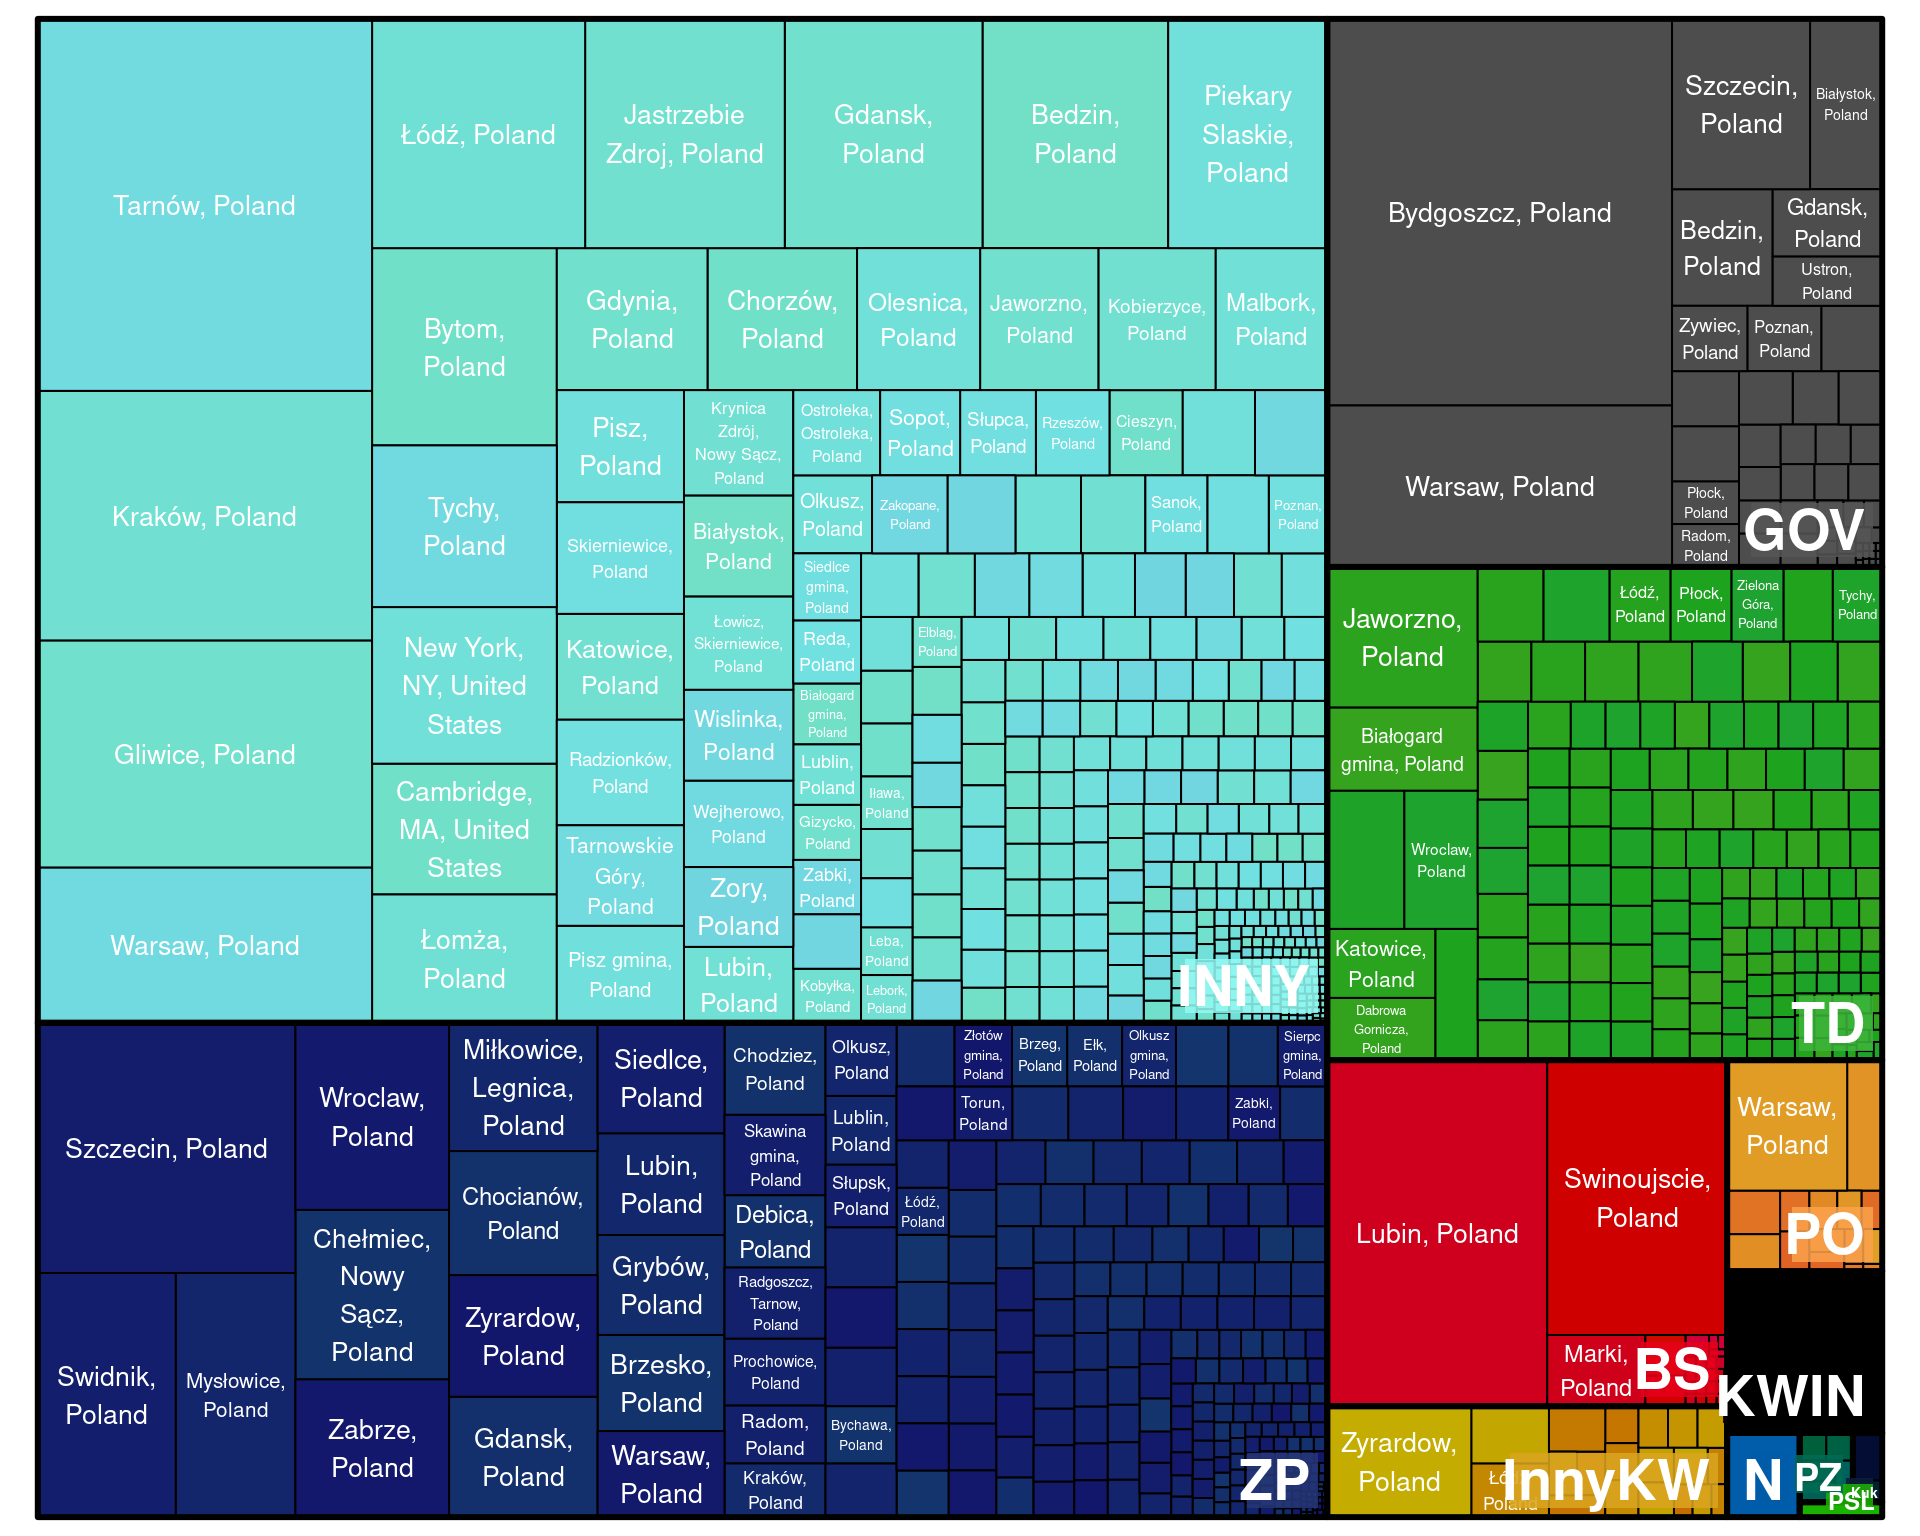 Tarnów, Poland
Kraków, Poland
Gliwice, Poland
Warsaw, Poland
Łódź, Poland
Jastrzebie
Zdroj, Poland
Gdansk,
Poland
Bedzin,
Poland
Piekary
Slaskie,
Poland
Bytom,
Poland
Tychy,
Poland
New York,
NY, United
States
Cambridge,
MA, United
States
Łomża,
Poland
Gdynia,
Poland
Chorzów,
Poland
Olesnica,
Poland
Jaworzno,
Poland
Kobierzyce,
Poland
Malbork,
Poland
Pisz,
Poland
Skierniewice,
Poland
Katowice,
Poland
Radzionków,
Poland
Tarnowskie
Góry,
Poland
Pisz gmina,
Poland
Krynica
Zdrój,
Nowy Sącz,
Poland
Białystok,
Poland
Łowicz,
Skierniewice,
Poland
Wislinka,
Poland
Wejherowo,
Poland
Zory,
Poland
Lubin,
Poland
Ostrołeka,
Ostroleka,
Poland
Sopot,
Poland
Słupca,
Poland
Rzeszów,
Poland
Cieszyn,
Poland
Olkusz,
Poland
Zakopane,
Poland
Sanok,
Poland
Poznan,
Poland
Siedlce
gmina,
Poland
Reda,
Poland
Białogard
gmina,
Poland
Lublin,
Poland
Gizycko,
Poland
Zabki,
Poland
Kobyłka,
Poland
Elblag,
Poland
Iława,
Poland
Leba,
Poland
Lebork,
Poland
INNY
Bydgoszcz, Poland
Warsaw, Poland
Szczecin,
Poland
Białystok,
Poland
Bedzin,
Poland
Gdansk,
Poland
Ustron,
Poland
Zywiec,
Poland
Poznan,
Poland
Płock,
Poland
Radom,
Poland
GOV
Jaworzno,
Poland
Białogard
gmina, Poland
Wroclaw,
Poland
Katowice,
Poland
Dabrowa
Gornicza,
Poland
Łódź,
Poland
Płock,
Poland
Zielona
Góra,
Poland
Tychy,
Poland
TD
Szczecin, Poland
Swidnik,
Poland
Mysłowice,
Poland
Wroclaw,
Poland
Chełmiec,
Nowy
Sącz,
Poland
Zabrze,
Poland
Miłkowice,
Legnica,
Poland
Chocianów,
Poland
Zyrardow,
Poland
Gdansk,
Poland
Siedlce,
Poland
Lubin,
Poland
Grybów,
Poland
Brzesko,
Poland
Warsaw,
Poland
Chodziez,
Poland
Skawina
gmina,
Poland
Debica,
Poland
Radgoszcz,
Tarnow,
Poland
Prochowice,
Poland
Radom,
Poland
Kraków,
Poland
Olkusz,
Poland
Lublin,
Poland
Słupsk,
Poland
Bychawa,
Poland
Łódź,
Poland
Złotów
gmina,
Poland
Brzeg,
Poland
Ełk,
Poland
Olkusz
gmina,
Poland
Sierpc
gmina,
Poland
Torun,
Poland
Zabki,
Poland
ZP
Lubin, Poland
Swinoujscie,
Poland
Marki,
Poland
BS
Warsaw,
Poland
PO
KWIN
Zyrardow,
Poland
Poland
InnyKW
N
PZ
Kuk
PSL